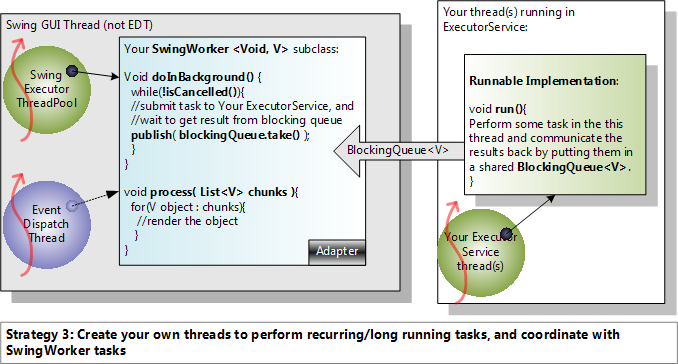 Swing GUI Thread (not EDT)
Swing
Executor
ThreadPool
Event
Dispatch
Thread
Your SwingWorker <Void, V> subclass:
Void doInBackground() {
while(!isCancelled()){
//submit task to Your ExecutorService, and
//wait to get result from blocking queue
publish( blockingQueue.take() );
}
}
void process( List<V> chunks ){
for(V object : chunks){
//render the object
}
}
Adapter
BlockingQueue<V>
Your thread(s) running in
ExecutorService:
Runnable Implementation:
void run(){
Perform some task in the this
thread and communicate the
results back by putting them in
a shared BlockingQueue<V>.
}
Your Executor
Service
thread(s)
Strategy 3: Create your own threads to perform recurring/long running tasks, and coordinate with
SwingWorker tasks